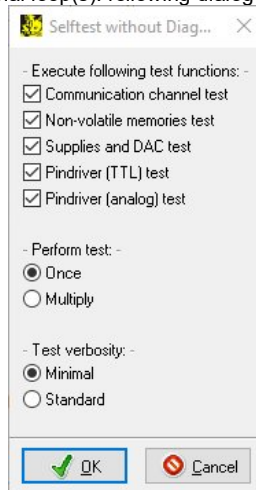 Selftest without Diag...
- Execute following test functions: -
Communication channel test
Non-volatile memories test
Supplies and DAC test
Pindriver (TTL) test
Pindriver (analog) test
- Perform test: -
Once
Multiply
- Test verbosity: -
Minimal
Standard
OK Cancel